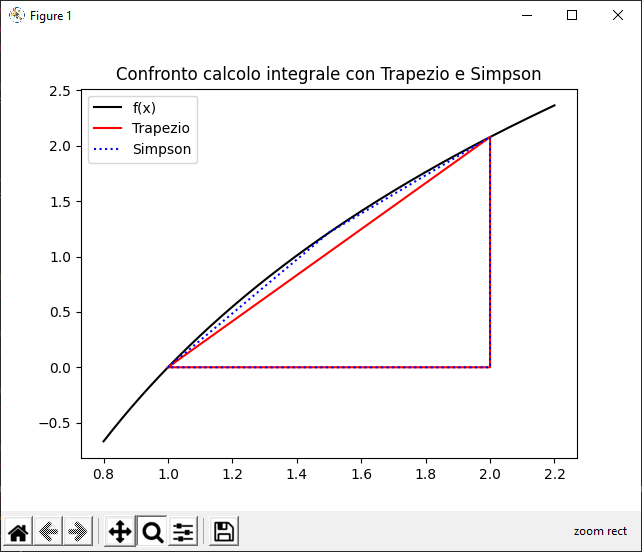 Figure 1
Confronto calcolo integrale con Trapezio e Simpson
f(x)
Trapezio
Simpson
2.5
2.0
1.5
1.0
0.5
0.0
−0.5
0.8 1.0 1.2 1.4 1.6 1.8 2.0 2.2
zoom rect